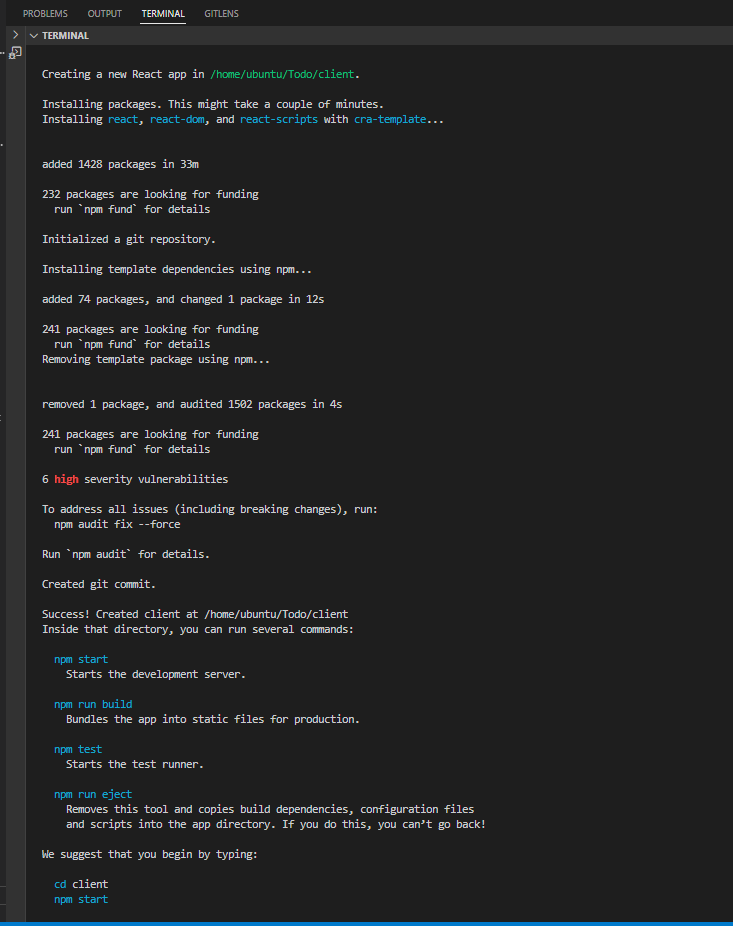 PROBLEMS OUTPUT TERMINAL GITLENS
TERMINAL
Creating a new React app in /home/ubuntu/Todo/client.
Installing packages. This might take a couple of minutes.
Installing react, react-dom, and react-scripts with cra-template...
added 1428 packages in 33m
232 packages are looking for funding
run `npm fund` for details
Initialized a git repository.
Installing template dependencies using npm...
added 74 packages, and changed 1 package in 12s
241 packages are looking for funding
run `npm fund` for details
Removing template package using npm...
removed 1 package, and audited 1502 packages in 4s
241 packages are looking for funding
run `npm fund` for details
6 high severity vulnerabilities
To address all issues (including breaking changes), run:
npm audit fix --force
Run `npm audit` for details.
Created git commit.
Success! Created client at /home/ubuntu/Todo/client
Inside that directory, you can run several commands:
npm start
Starts the development server.
npm run build
Bundles the app into static files for production.
npm test
Starts the test runner.
npm run eject
Removes this tool and copies build dependencies, configuration files
and scripts into the app directory. If you do this, you can’t go back!
We suggest that you begin by typing:
cd client
npm start